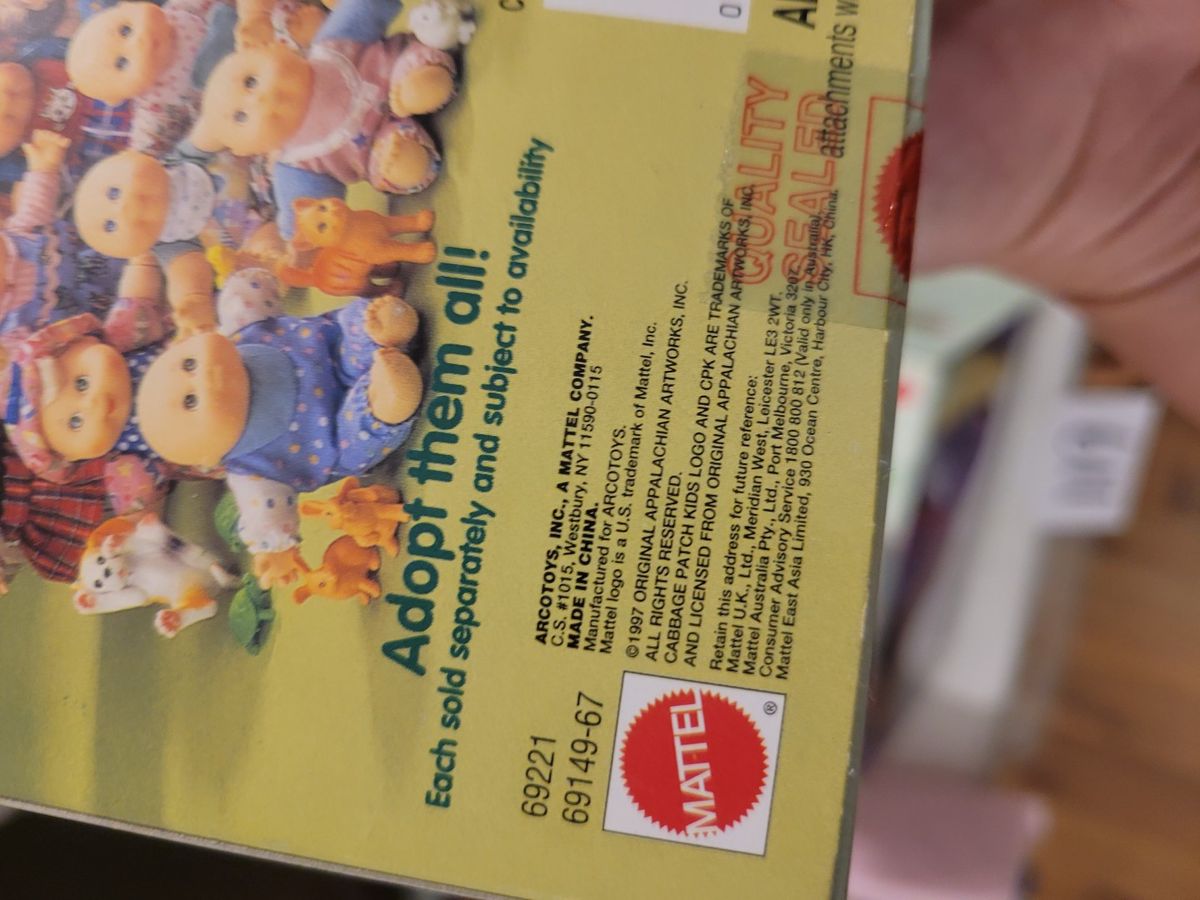 Adopt them all!
Each sold separately and subject to availability
69221
69149-67
ARCOTOYS, INC., A MATTEL COMPANY.
C.S. #1015, Westbury, NY 11590-0115
MADE IN CHINA.
Manufactured for ARCOTOYS.
Mattel logo is a U.S. trademark of Mattel, Inc.
©1997 ORIGINAL APPALACHIAN ARTWORKS, INC.
ALL RIGHTS RESERVED.
CABBAGE PATCH KIDS LOGO AND CPK ARE TRADEMARKS OF
AND LICENSED FROM ORIGINAL APPALACHIAN ARTWORKS, INC.
Retain this address for future reference:
Mattel U.K., Ltd., Meridian West, Leicester LE3 2WT.
Mattel Australia Pty., Ltd., Port Melbourne, Victoria 3207.
Consumer Advisory Service 1800 800 812 (Valid only in Australia).
Mattel East Asia Limited, 930 Ocean Centre, Harbour City, HK, China.
MATTEL
®
QUALITY
SEALED
attachments
0